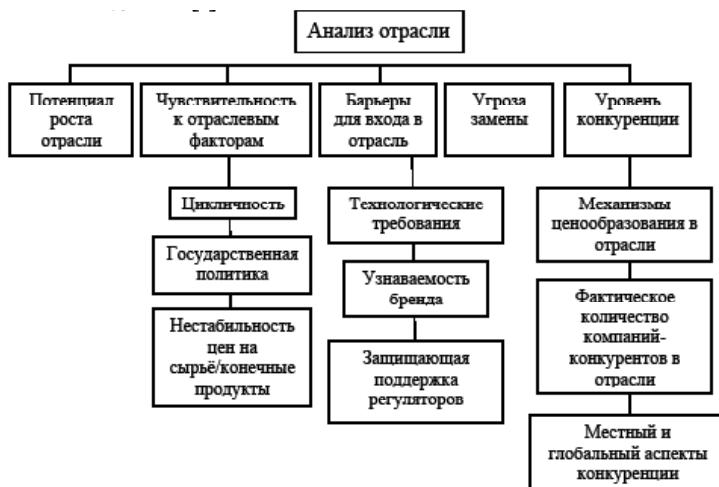 Анализ отрасли
Потенциал
роста
отрасли
Чувствительность
к отраслевым
факторам
Барьеры
для входа в
отрасль
Угроза
замены
Уровень
конкуренции
Цикличность
Государственная
политика
Нестабильность
цен на
сырьё/конечные
продукты
Технологические
требования
Узнаваемость
бренда
Защищающая
поддержка
регуляторов
Механизмы
ценообразования в
отрасли
Фактическое
количество
компаний-
конкурентов в
отрасли
Местный и
глобальный аспекты
конкуренции